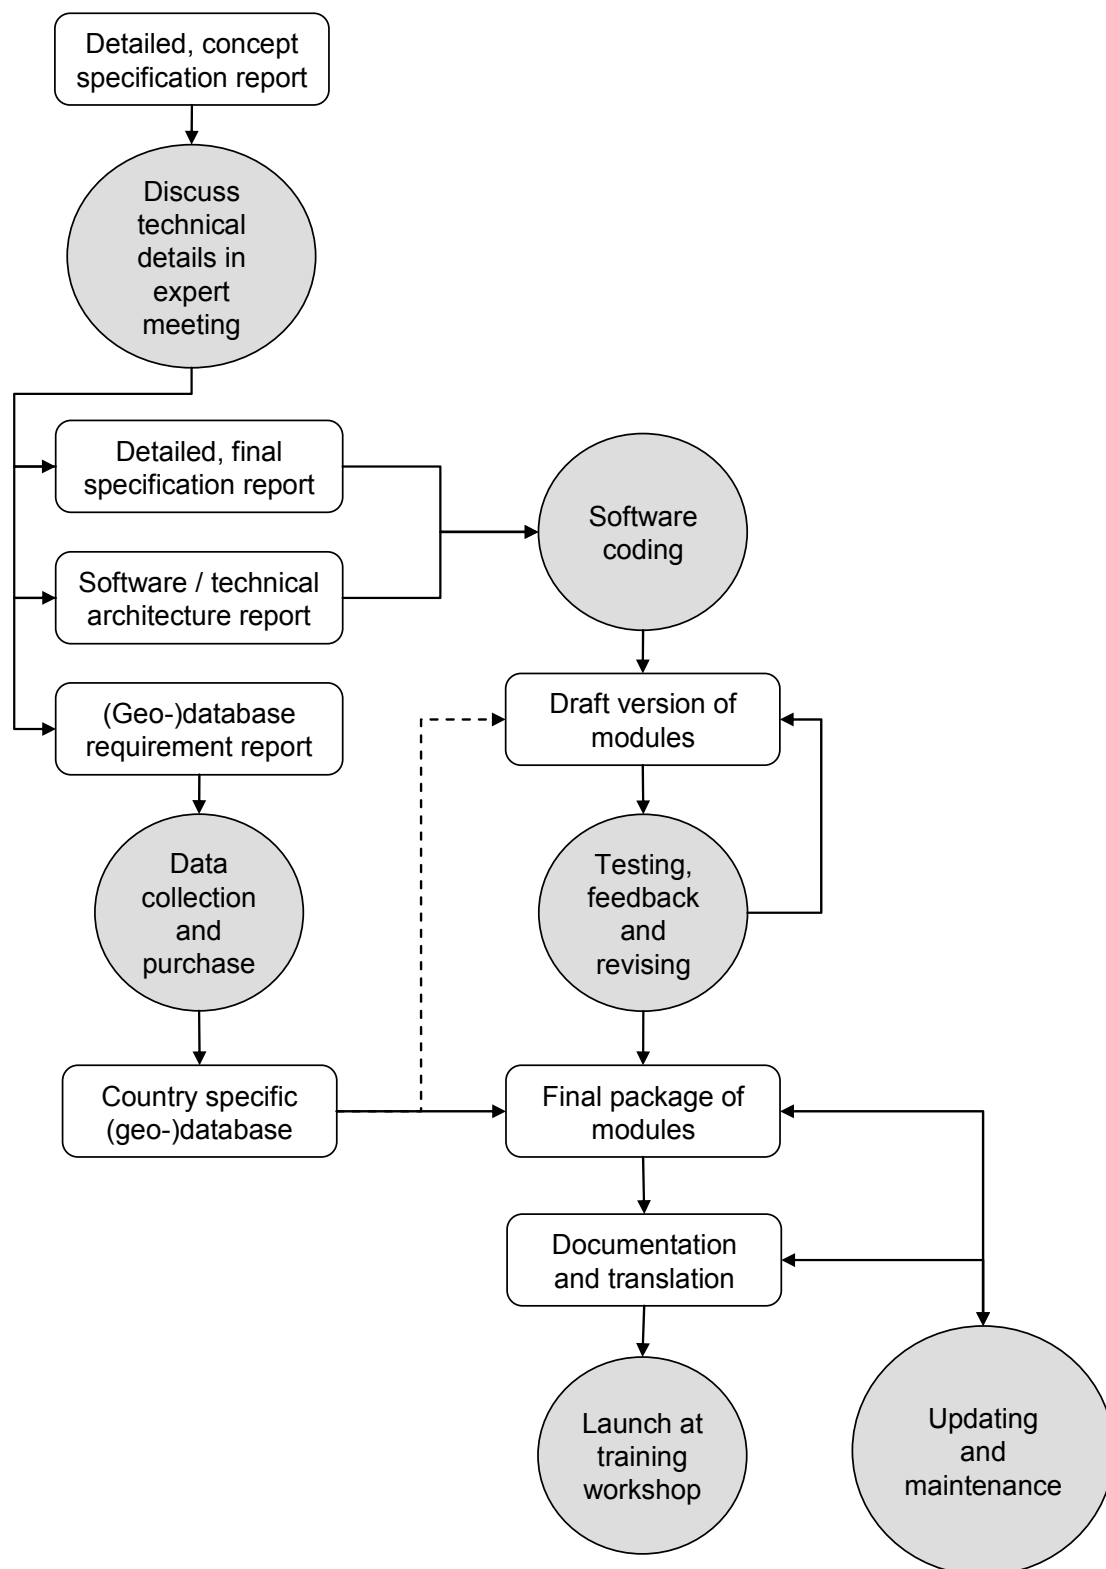 Detailed, concept
specification report
Discuss
technical
details in
expert
meeting
Detailed, final
specification report
Software / technical
architecture report
(Geo-)database
requirement report
Data
collection
and
purchase
Country specific
(geo-)database
Software
coding
Draft version of
modules
Testing,
feedback
and
revising
Final package of
modules
Documentation
and translation
Launch at
training
workshop
Updating
and
maintenance